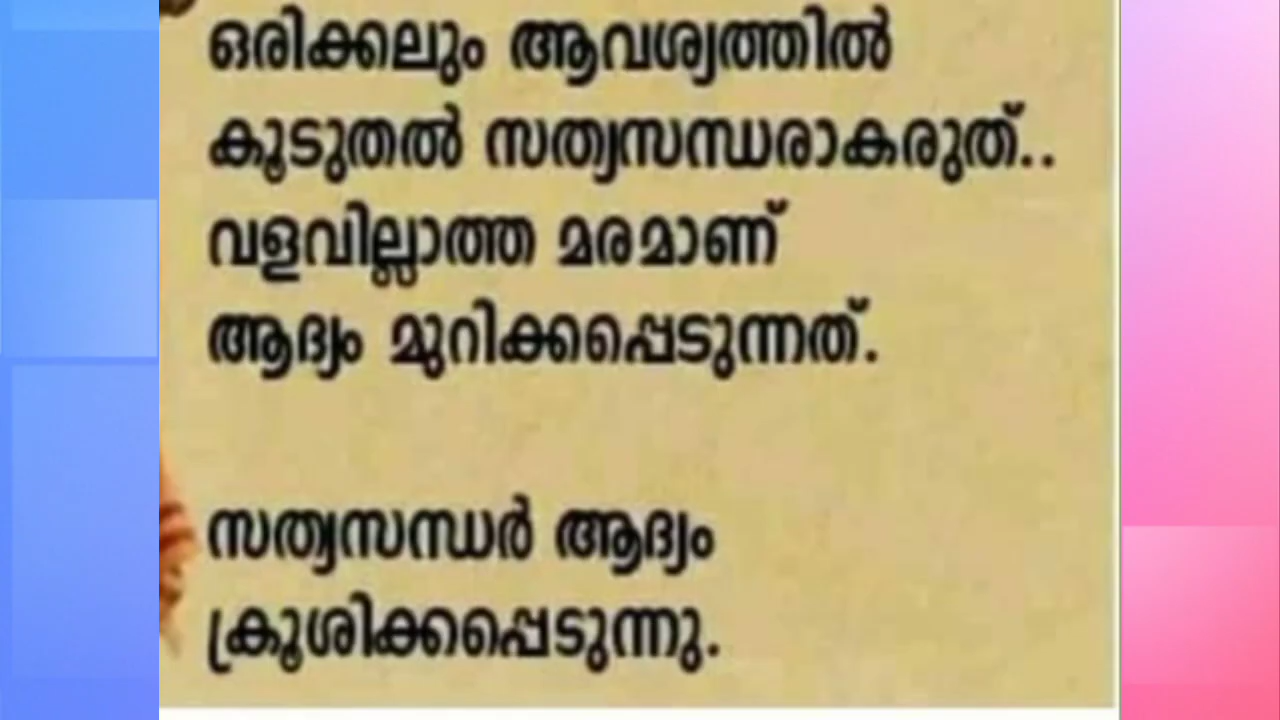 ഒരിക്കലും ആവശ്യത്തിൽ
കൂടുതൽ സത്യസന്ധരാകരുത്..
വളവില്ലാത്ത മരമാണ്
ആദ്യം മുറിക്കപ്പെടുന്നത്.
സത്യസന്ധർ ആദ്യം
ക്രൂശിക്കപ്പെടുന്നു.